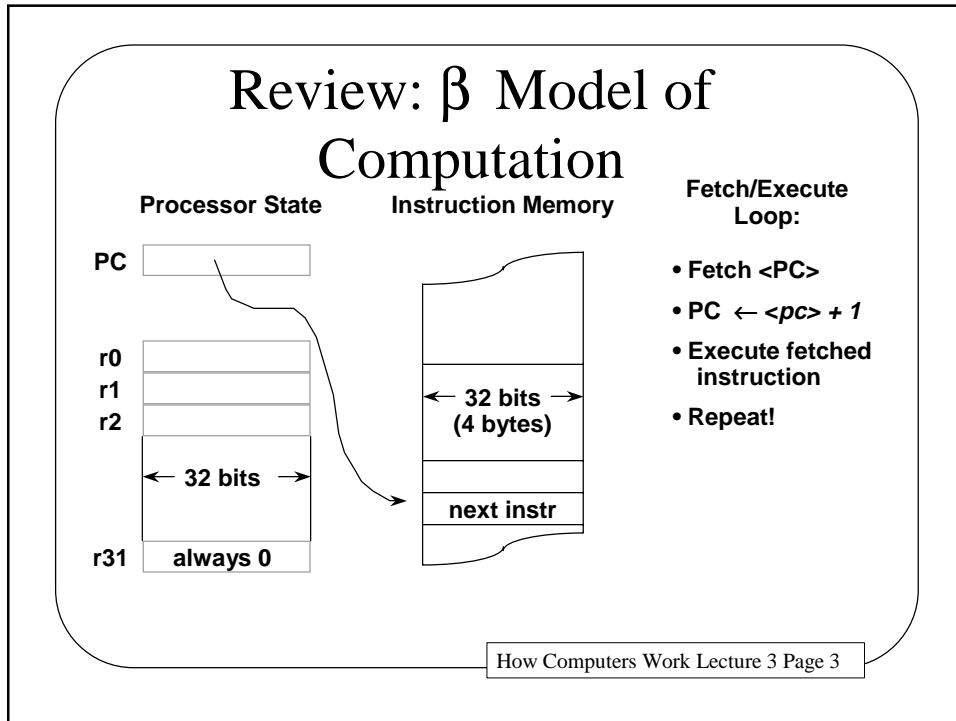 Review: β Model of
Computation
Processor State
PC
r0
r1
r2
← 32 bits →
r31 always 0
Instruction Memory
← 32 bits →
(4 bytes)
next instr
Fetch/Execute
Loop:
• Fetch <PC>
• PC ← <pc> + 1
• Execute fetched
instruction
• Repeat!
How Computers Work Lecture 3 Page 3